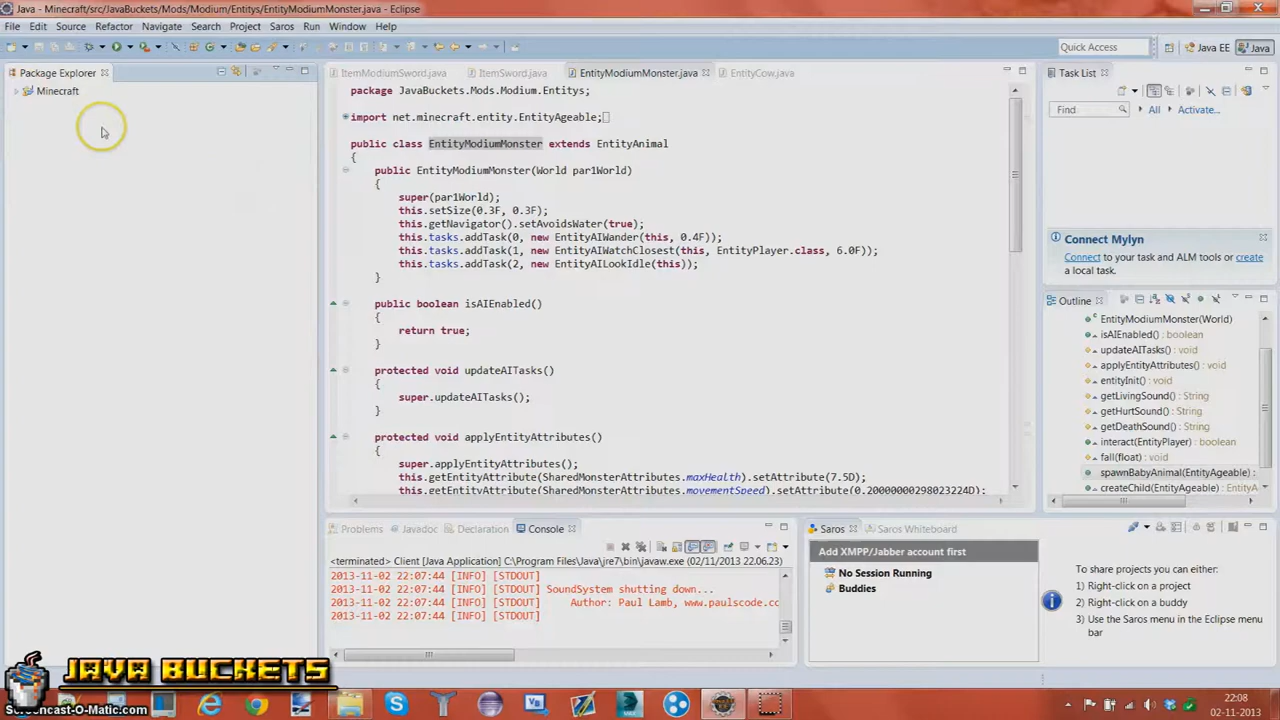 Java - Minecraft/src/JavaBuckets/Mods/Modium/Entitys/EntityModiumMonster.java - Eclipse
File Edit Source Refactor Navigate Search Project Saros Run Window Help
Quick Access
Java EE
Java
Package Explorer
Minecraft
ItemModiumSword.java
ItemSword.java
EntityModiumMonster.java
EntityCow.java
package JavaBuckets.Mods.Modium.Entitys;
import net.minecraft.entity.EntityAgeable;
public class EntityModiumMonster extends EntityAnimal
{
public EntityModiumMonster(World par1World)
{
super(par1World);
this.setSize(0.3F, 0.3F);
this.getNavigator().setAvoidsWater(true);
this.tasks.addTask(0, new EntityAIWander(this, 0.4F));
this.tasks.addTask(1, new EntityAIWatchClosest(this, EntityPlayer.class, 6.0F));
this.tasks.addTask(2, new EntityAILookIdle(this));
}
public boolean isAIEnabled()
{
return true;
}
protected void updateAITasks()
{
super.updateAITasks();
}
protected void applyEntityAttributes()
{
super.applyEntityAttributes();
this.getEntityAttribute(SharedMonsterAttributes.maxHealth).setAttribute(7.5D);
this.getEntityAttribute(SharedMonsterAttributes.movementSpeed).setAttribute(0.20000000298023224D);
Task List
Find
All
Activate...
Connect Mylyn
Connect to your task and ALM tools or create
a local task.
Outline
EntityModiumMonster(World)
isAIEnabled() : boolean
updateAITasks() : void
applyEntityAttributes() : void
entityInit() : void
getLivingSound() : String
getHurtSound() : String
getDeathSound() : String
interact(EntityPlayer) : boolean
fall(float) : void
spawnBabyAnimal(EntityAgeable) :
createChild(EntityAgeable) : EntityA
Problems
Javadoc
Declaration
Console
<terminated> Client [Java Application] C:\Program Files\Java\jre7\bin\javaw.exe (02/11/2013 22.06.23)
2013-11-02 22:07:44 [INFO] [STDOUT]
2013-11-02 22:07:44 [INFO] [STDOUT] SoundSystem shutting down...
2013-11-02 22:07:44 [INFO] [STDOUT] Author: Paul Lamb, www.paulscode.co
2013-11-02 22:07:44 [INFO] [STDOUT]
Saros
Saros Whiteboard
Add XMPP/Jabber account first
No Session Running
Buddies
To share projects you can either:
1) Right-click on a project
2) Right-click on a buddy
3) Use the Saros menu in the Eclipse menu
bar
JAVA BUCKETS
Screencast-O-Matic.com
22:08
02-11-2013